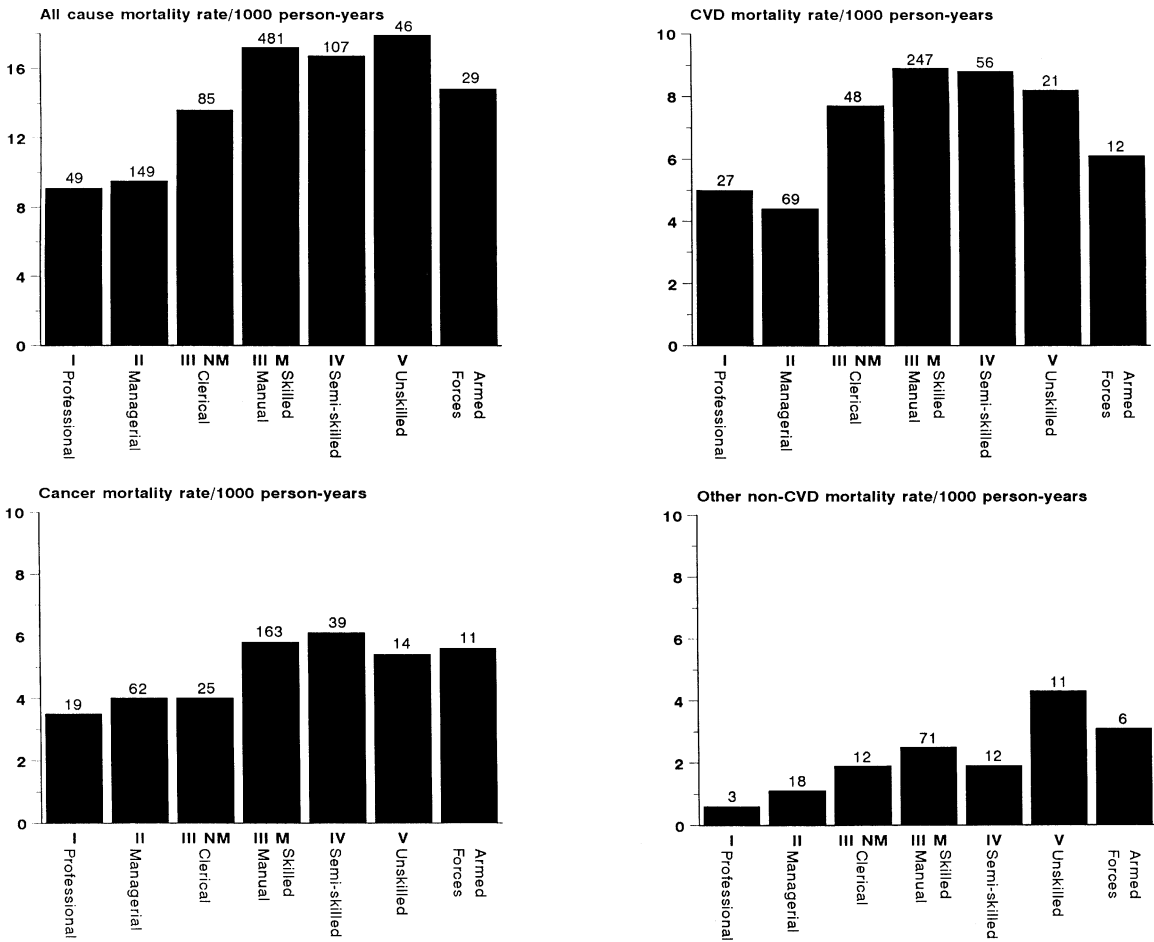 All cause mortality rate/1000 person-years
16
12
8
4
0
49
149
85
481
107
46
29
I
II
III NM
III M
IV
V
Professional
Managerial
Clerical
Skilled
Manual
Semi-skilled
Unskilled
Armed
Forces
CVD mortality rate/1000 person-years
10
8
6
4
2
0
27
69
48
247
56
21
12
I
II
III NM
III M
IV
V
Professional
Managerial
Clerical
Skilled
Manual
Semi-skilled
Unskilled
Armed
Forces
Cancer mortality rate/1000 person-years
10
8
6
4
2
0
19
62
25
163
39
14
11
I
II
III NM
III M
IV
V
Professional
Managerial
Clerical
Skilled
Manual
Semi-skilled
Unskilled
Armed
Forces
Other non-CVD mortality rate/1000 person-years
10
8
6
4
2
0
3
18
12
71
12
11
6
I
II
III NM
III M
IV
V
Professional
Managerial
Clerical
Skilled
Manual
Semi-skilled
Unskilled
Armed
Forces